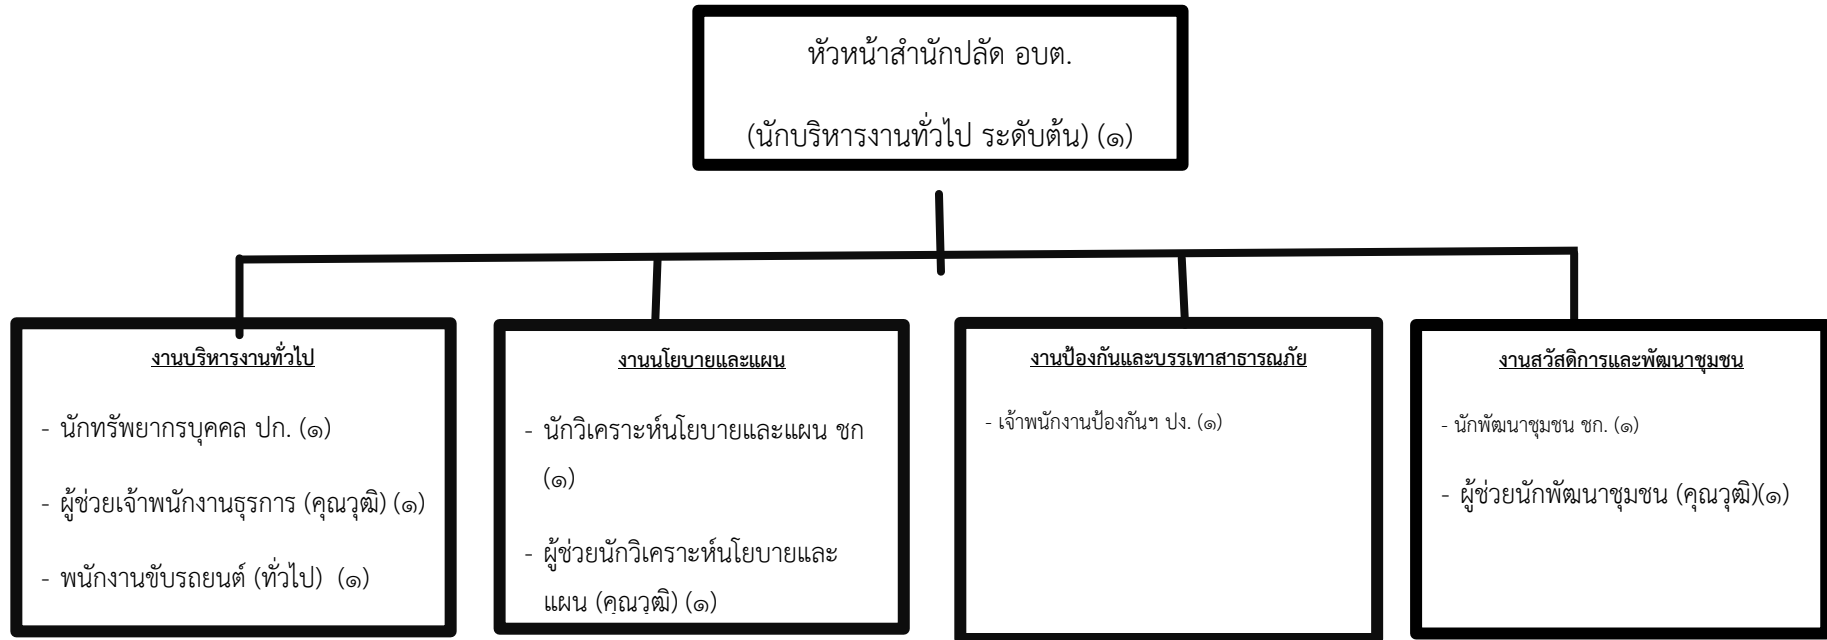 หัวหน้าสำนักปลัด อบต.
(นักบริหารงานทั่วไป ระดับต้น) (๑)
งานบริหารงานทั่วไป
- นักทรัพยากรบุคคล ปก. (๑)
- ผู้ช่วยเจ้าพนักงานธุรการ (คุณวุฒิ) (๑)
- พนักงานขับรถยนต์ (ทั่วไป) (๑)
งานนโยบายและแผน
- นักวิเคราะห์นโยบายและแผน ชก
(๑)
- ผู้ช่วยนักวิเคราะห์นโยบายและ
แผน (คุณวุฒิ) (๑)
งานป้องกันและบรรเทาสาธารณภัย
- เจ้าพนักงานป้องกันฯ ปง. (๑)
งานสวัสดิการและพัฒนาชุมชน
- นักพัฒนาชุมชน ชก. (๑)
- ผู้ช่วยนักพัฒนาชุมชน (คุณวุฒิ)(๑)